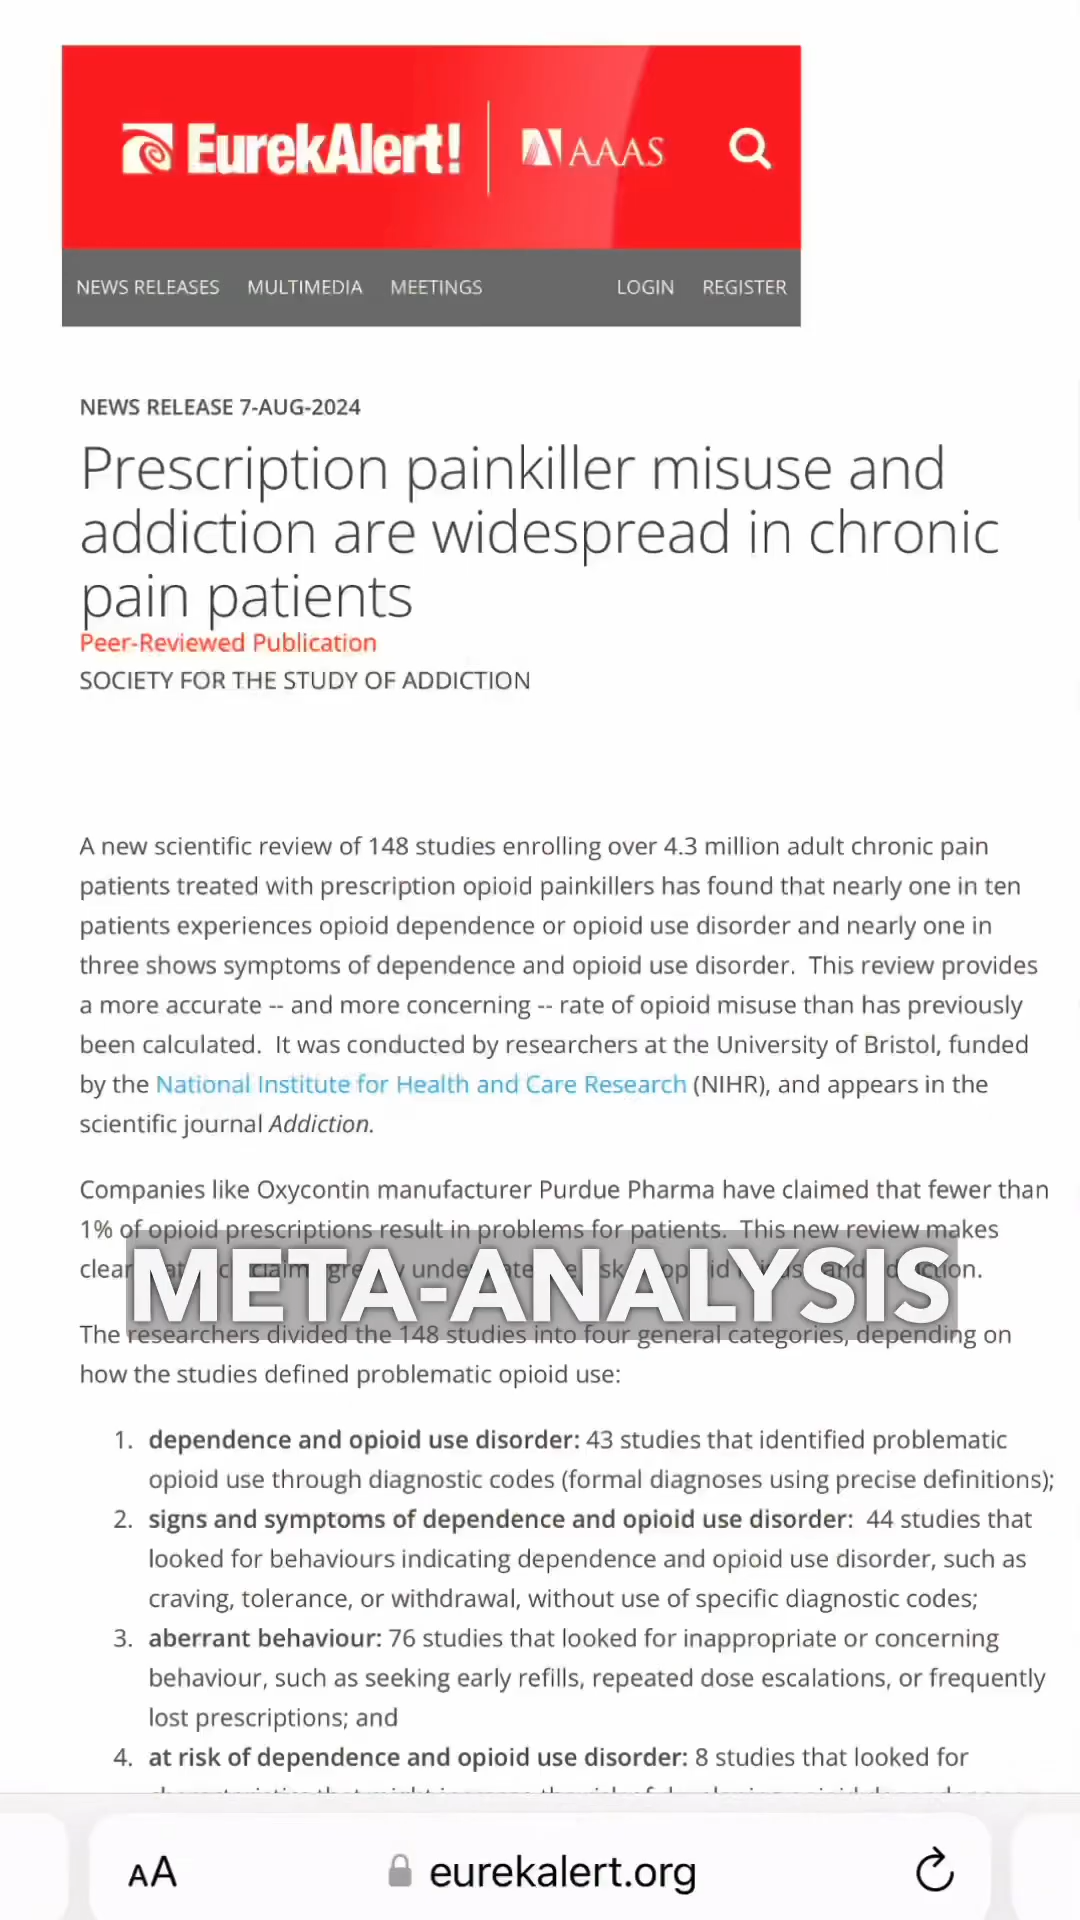 EurekAlert! AAAS
NEWS RELEASES MULTIMEDIA MEETINGS LOGIN REGISTER
NEWS RELEASE 7-AUG-2024
Prescription painkiller misuse and
addiction are widespread in chronic
pain patients
Peer-Reviewed Publication
SOCIETY FOR THE STUDY OF ADDICTION
A new scientific review of 148 studies enrolling over 4.3 million adult chronic pain
patients treated with prescription opioid painkillers has found that nearly one in ten
patients experiences opioid dependence or opioid use disorder and nearly one in
three shows symptoms of dependence and opioid use disorder.  This review provides
a more accurate -- and more concerning -- rate of opioid misuse than has previously
been calculated.  It was conducted by researchers at the University of Bristol, funded
by the National Institute for Health and Care Research (NIHR), and appears in the
scientific journal Addiction.
Companies like Oxycontin manufacturer Purdue Pharma have claimed that fewer than
1% of opioid prescriptions result in problems for patients.  This new review makes
clear
META-ANALYSIS
The researchers divided the 148 studies into four general categories, depending on
how the studies defined problematic opioid use:
1. dependence and opioid use disorder: 43 studies that identified problematic
opioid use through diagnostic codes (formal diagnoses using precise definitions);
2. signs and symptoms of dependence and opioid use disorder:  44 studies that
looked for behaviours indicating dependence and opioid use disorder, such as
craving, tolerance, or withdrawal, without use of specific diagnostic codes;
3. aberrant behaviour: 76 studies that looked for inappropriate or concerning
behaviour, such as seeking early refills, repeated dose escalations, or frequently
lost prescriptions; and
4. at risk of dependence and opioid use disorder: 8 studies that looked for
AA eurekalert.org